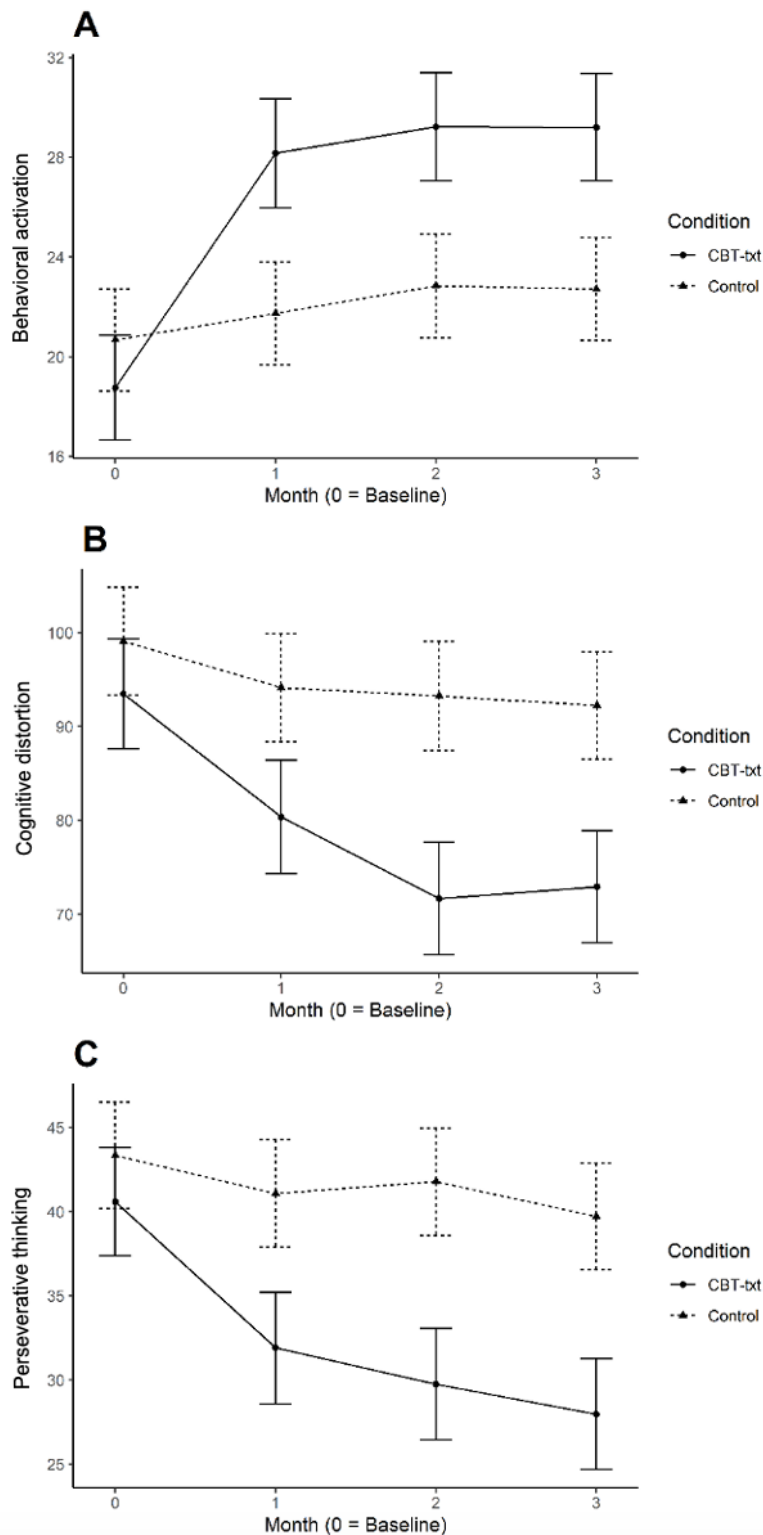 A
32
28
24
20
16
Behavioral activation
0 1 2 3
Month (0 = Baseline)
Condition
CBT-txt
Control
B
100
90
80
70
Cognitive distortion
0 1 2 3
Month (0 = Baseline)
Condition
CBT-txt
Control
C
45
40
35
30
25
Perseverative thinking
0 1 2 3
Month (0 = Baseline)
Condition
CBT-txt
Control